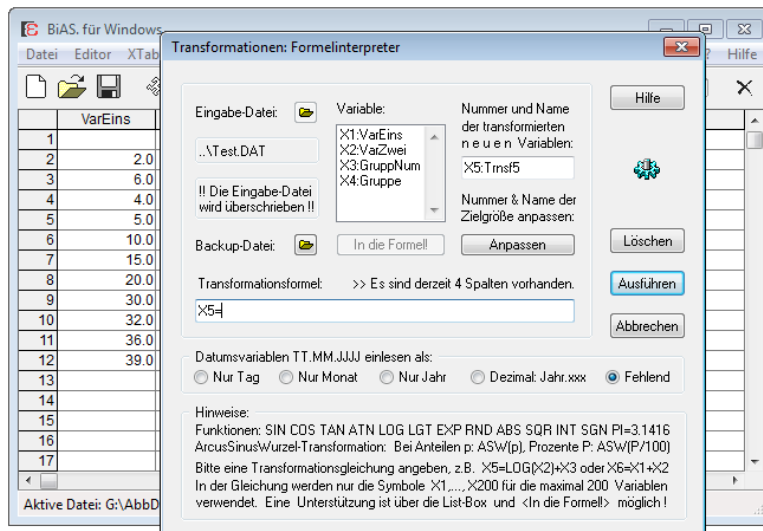 BiAS. für Windows
Datei Editor XTab
? Hilfe
Transformationen: Formelinterpreter
VarEins
1
2 2.0
3 6.0
4 4.0
5 5.0
6 10.0
7 15.0
8 20.0
9 30.0
10 32.0
11 36.0
12 39.0
13
14
15
16
17
Aktive Datei: G:\AbbD
Eingabe-Datei:
..\Test.DAT
!! Die Eingabe-Datei
wird überschrieben !!
Backup-Datei:
Variable:
X1:VarEins
X2:VarZwei
X3:GruppNum
X4:Gruppe
In die Formel!
Nummer und Name
der transformierten
n e u e n Variablen:
X5:Trnsf5
Nummer & Name der
Zielgröße anpassen:
Anpassen
Hilfe
Löschen
Ausführen
Abbrechen
Transformationsformel: >> Es sind derzeit 4 Spalten vorhanden.
X5=
Datumsvariablen TT.MM.JJJJ einlesen als:
Nur Tag Nur Monat Nur Jahr Dezimal: Jahr.xxx Fehlend
Hinweise:
Funktionen: SIN COS TAN ATN LOG LGT EXP RND ABS SQR INT SGN PI=3.1416
ArcusSinusWurzel-Transformation: Bei Anteilen p: ASW(p), Prozente P: ASW(P/100)
Bitte eine Transformationsgleichung angeben, z.B. X5=LOG(X2)+X3 oder X6=X1+X2
In der Gleichung werden nur die Symbole X1,..., X200 für die maximal 200 Variablen
verwendet. Eine Unterstützung ist über die List-Box und <In die Formel!> möglich !